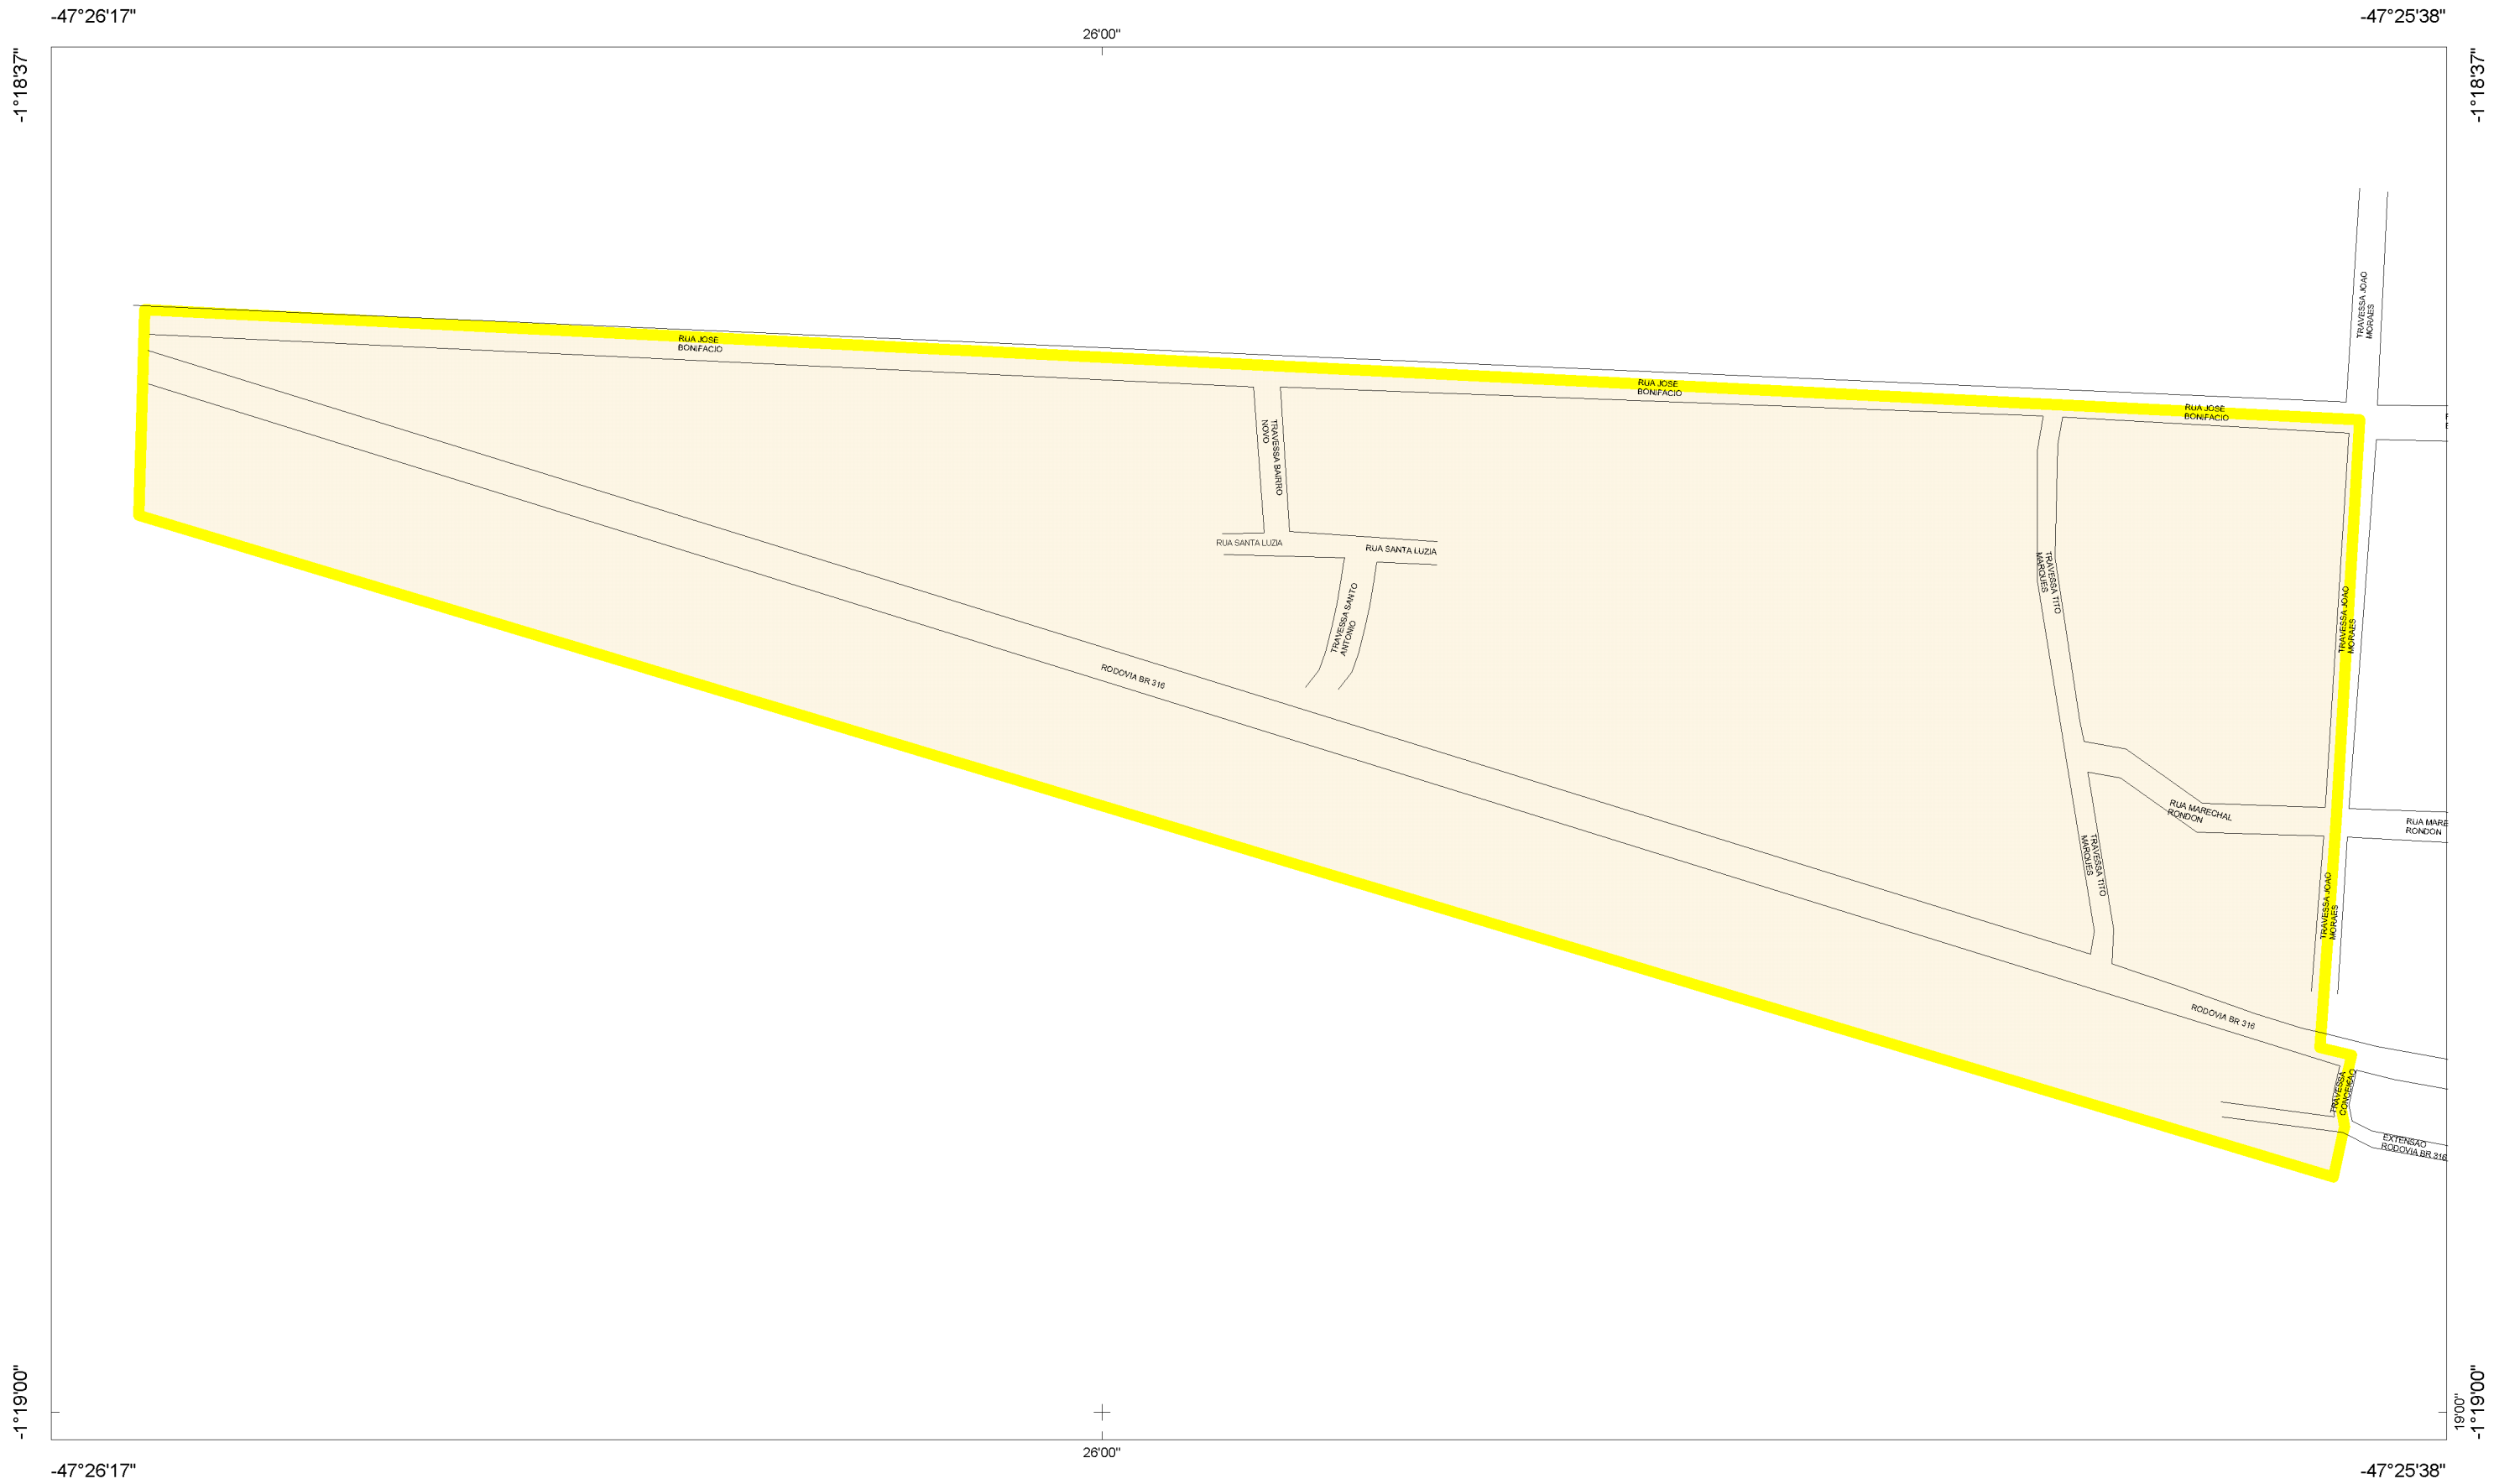 -47°26'17"
-47°25'38"
26'00"
-1°18'37"
-1°18'37"
TRAVESSA JOAO
MORAES
RUA JOSE
BONIFACIO
RUA JOSE
BONIFACIO
RUA JOSE
BONIFACIO
TRAVESSA BAIRRO
NOVO
RUA SANTA LUZIA
RUA SANTA LUZIA
TRAVESSA SANTO
ANTONIO
TRAVESSA TITO
MARQUES
TRAVESSA JOAO
MORAES
RODOVIA BR 316
RUA MARECHAL
RONDON
RUA MARE
RONDON
TRAVESSA TITO
MARQUES
TRAVESSA JOAO
MORAES
RODOVIA BR 316
TRAVESSA
CONCEICAO
EXTENSAO
RODOVIA BR 316
-1°19'00"
19'00"
-1°19'00"
26'00"
-47°26'17"
-47°25'38"